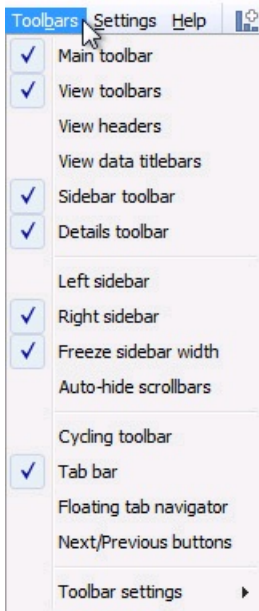 Toolbars Settings Help
Main toolbar
View toolbars
View headers
View data titlebars
Sidebar toolbar
Details toolbar
Left sidebar
Right sidebar
Freeze sidebar width
Auto-hide scrollbars
Cycling toolbar
Tab bar
Floating tab navigator
Next/Previous buttons
Toolbar settings